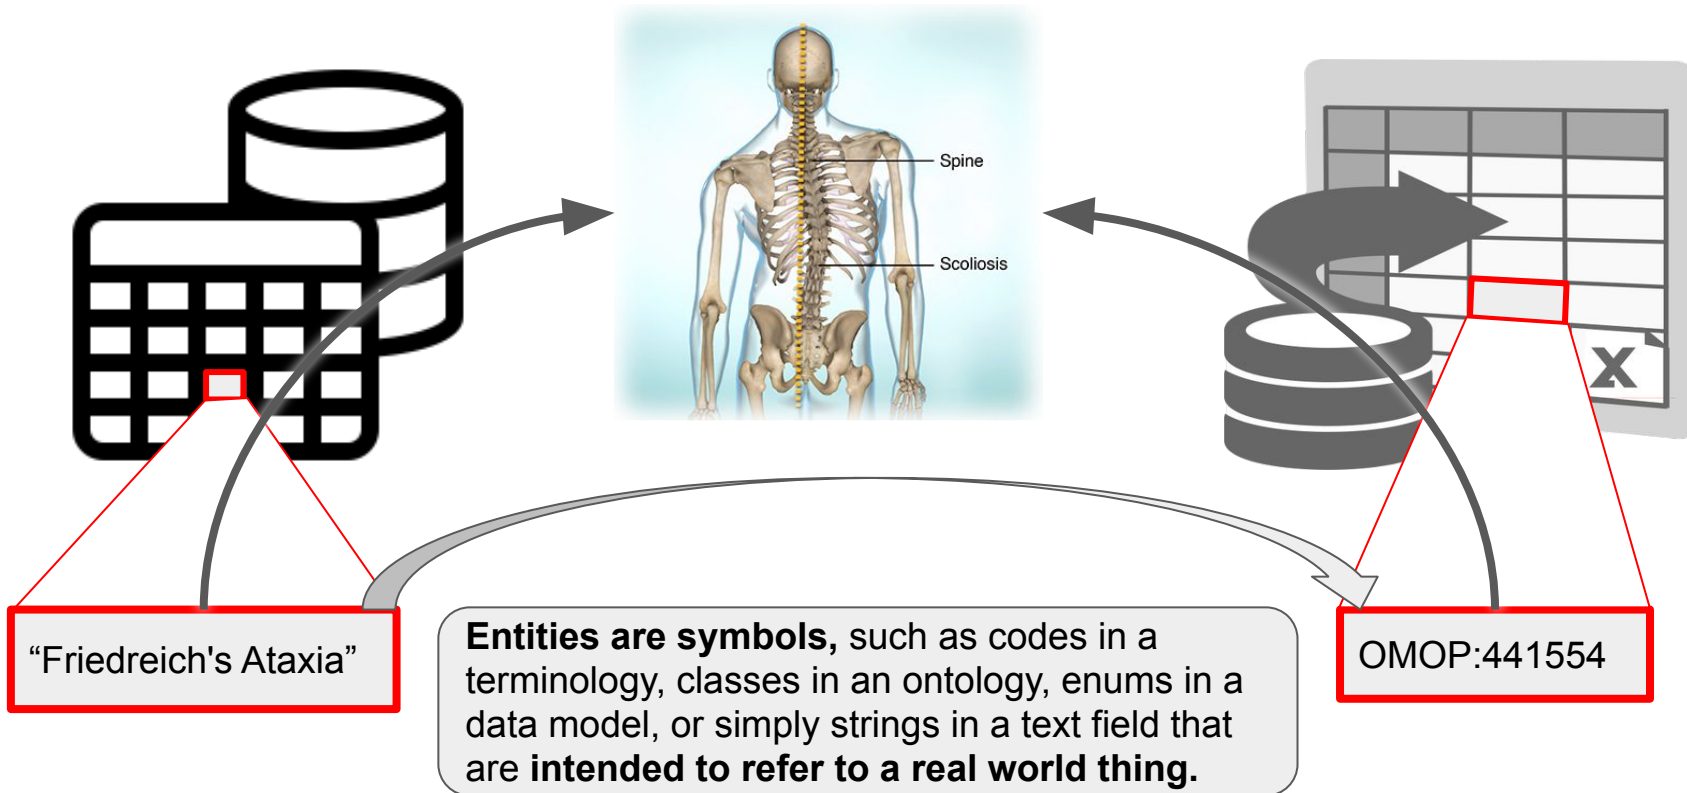 Spine
Scoliosis
X
“Friedreich's Ataxia”
OMOP:441554
Entities are symbols, such as codes in a
terminology, classes in an ontology, enums in a
data model, or simply strings in a text field that
are intended to refer to a real world thing.